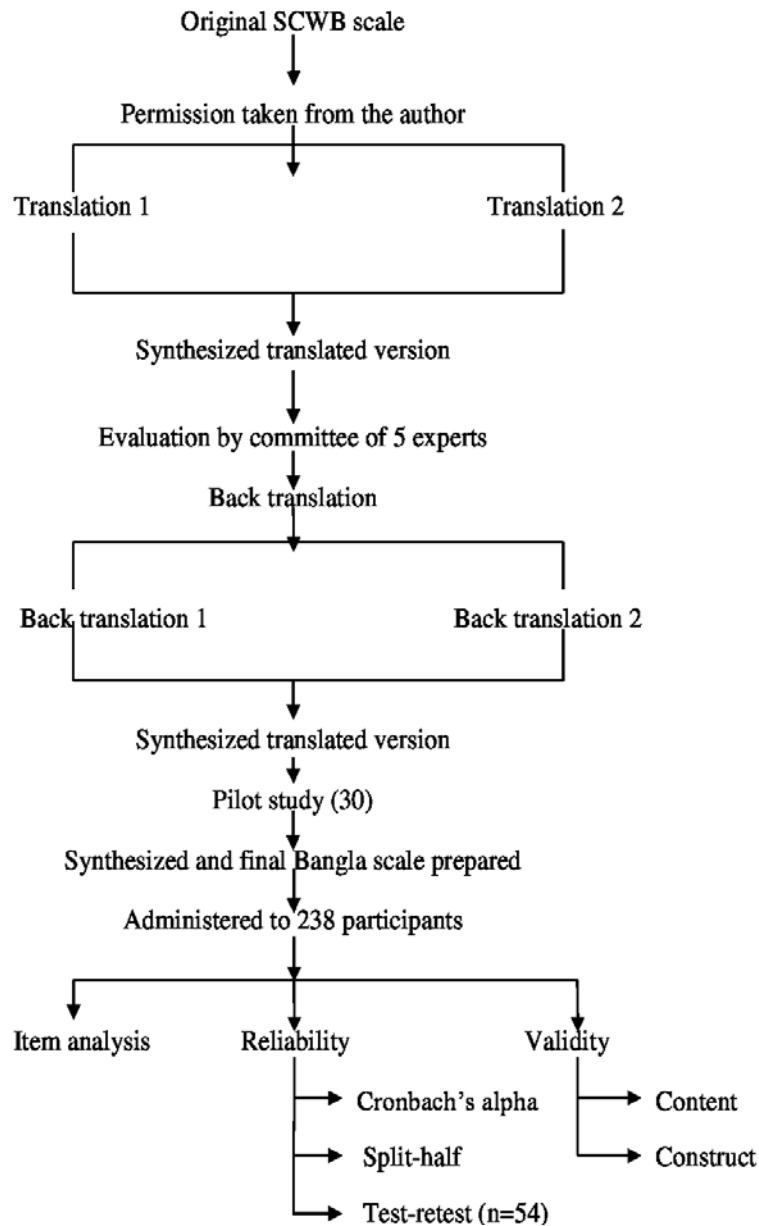 Original SCWB scale
Permission taken from the author
Translation 1
Translation 2
Synthesized translated version
Evaluation by committee of 5 experts
Back translation
Back translation 1
Back translation 2
Synthesized translated version
Pilot study (30)
Synthesized and final Bangla scale prepared
Administered to 238 participants
Item analysis
Reliability
Validity
Cronbach's alpha
Content
Split-half
Construct
Test-retest (n=54)